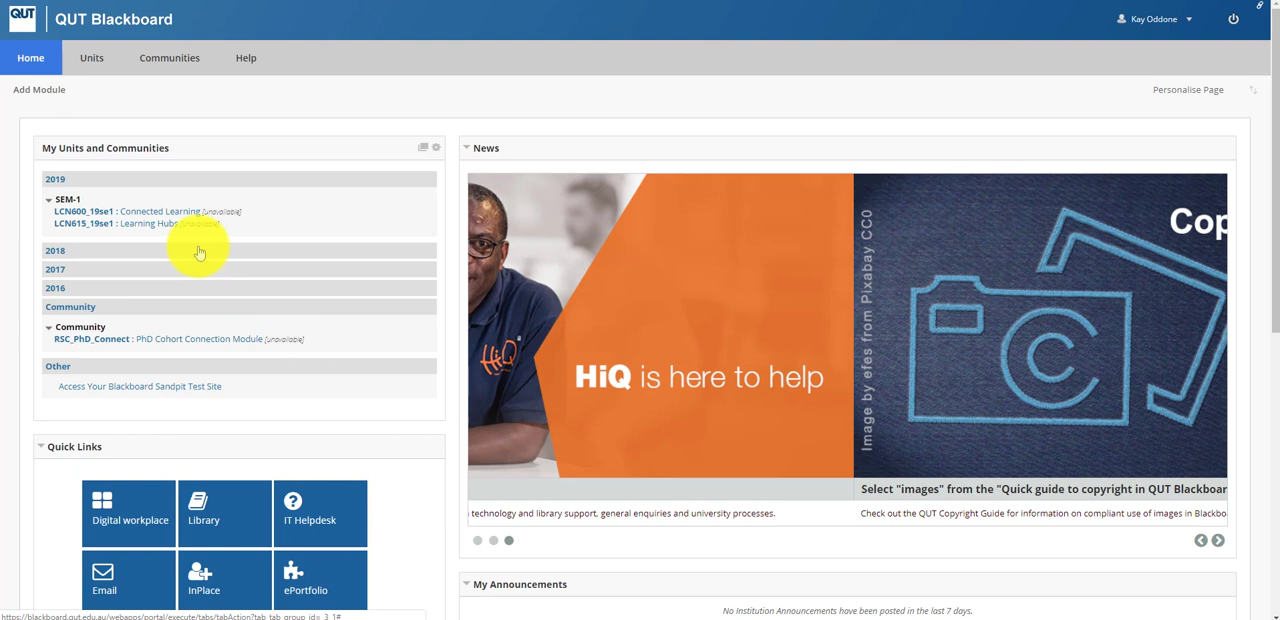 QUT
QUT Blackboard
Kay Oddone
Home
Units
Communities
Help
Add Module
Personalise Page
My Units and Communities
2019
SEM-1
LCN600_19se1 : Connected Learning [unavailable]
LCN615_19se1 : Learning Hubs [unavailable]
2018
2017
2016
Community
Community
RSC_PhD_Connect : PhD Cohort Connection Module [unavailable]
Other
Access Your Blackboard Sandpit Test Site
Quick Links
Digital workplace
Library
IT Helpdesk
Email
InPlace
ePortfolio
News
HiQ
HiQ is here to help
Image by efes from Pixabay CC0
Cop
C
Select "images" from the "Quick guide to copyright in QUT Blackboar
technology and library support, general enquiries and university processes.
Check out the QUT Copyright Guide for information on compliant use of images in Blackbo
My Announcements
No Institution Announcements have been posted in the last 7 days.
https://blackboard.qut.edu.au/webapps/portal/execute/tabs/tabAction?tab_tab_group_id=_3_1#